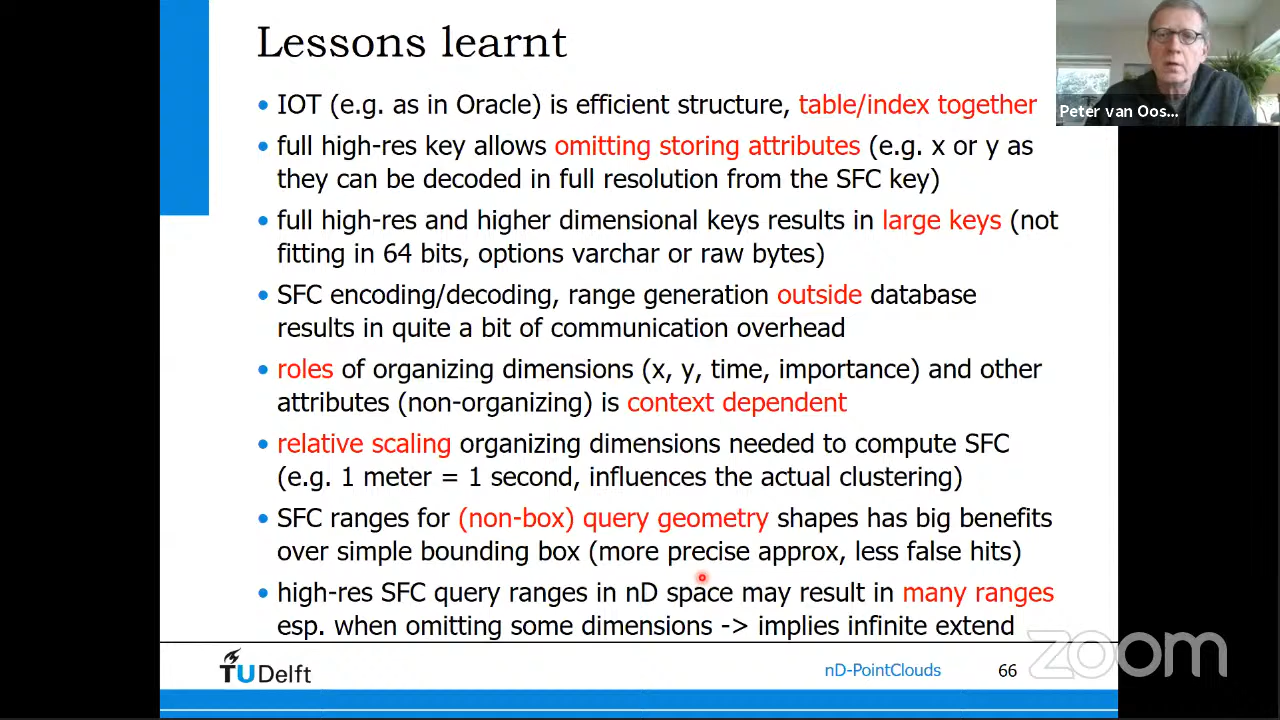 Lessons learnt
• IOT (e.g. as in Oracle) is efficient structure, table/index together
• full high-res key allows omitting storing attributes (e.g. x or y as
they can be decoded in full resolution from the SFC key)
• full high-res and higher dimensional keys results in large keys (not
fitting in 64 bits, options varchar or raw bytes)
• SFC encoding/decoding, range generation outside database
results in quite a bit of communication overhead
• roles of organizing dimensions (x, y, time, importance) and other
attributes (non-organizing) is context dependent
• relative scaling organizing dimensions needed to compute SFC
(e.g. 1 meter = 1 second, influences the actual clustering)
• SFC ranges for (non-box) query geometry shapes has big benefits
over simple bounding box (more precise approx, less false hits)
• high-res SFC query ranges in nD space may result in many ranges
esp. when omitting some dimensions -> implies infinite extend
Peter van Oos...
TUDelft
nD-PointClouds
66
zoom